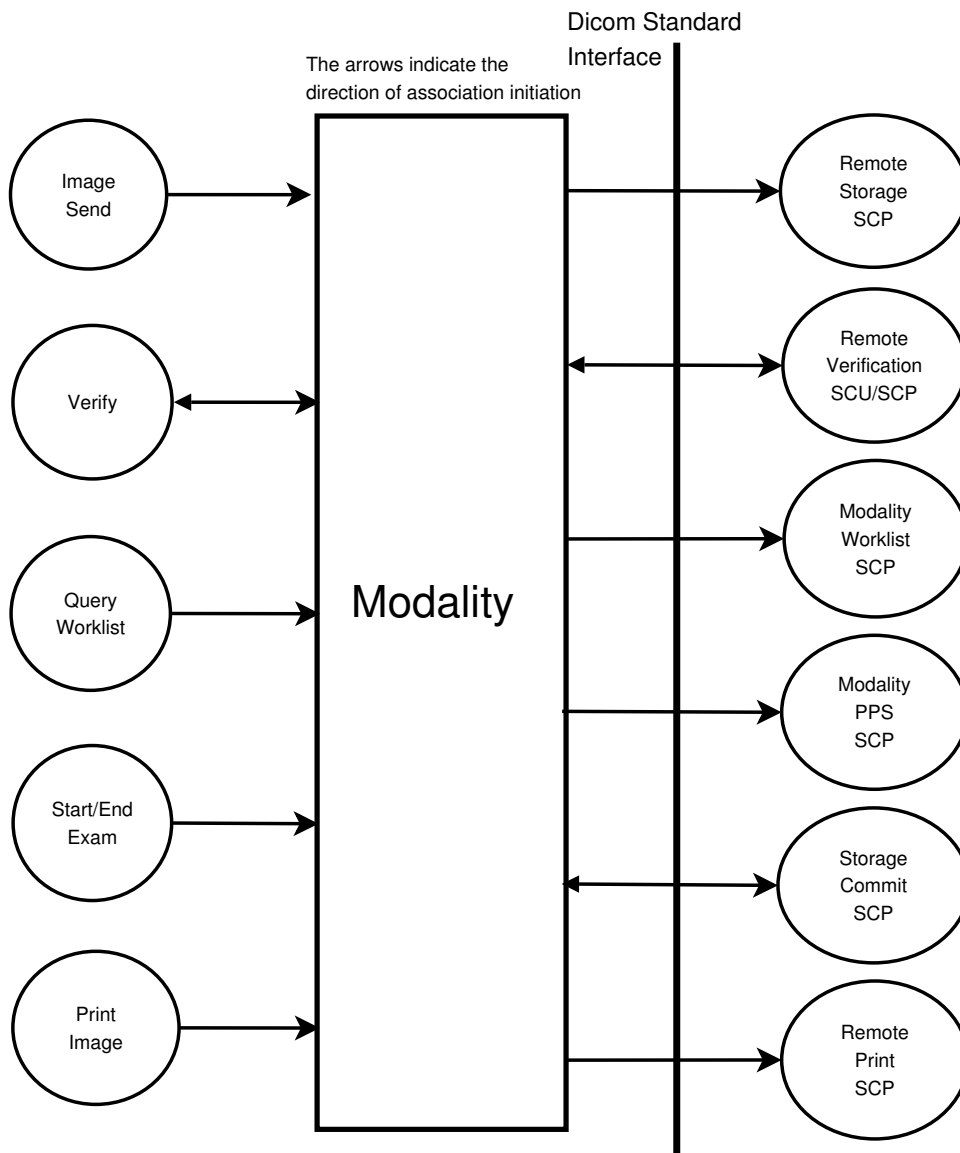 Dicom Standard
Interface
The arrows indicate the
direction of association initiation
Image
Send
Verify
Query
Worklist
Start/End
Exam
Print
Image
Modality
Remote
Storage
SCP
Remote
Verification
SCU/SCP
Modality
Worklist
SCP
Modality
PPS
SCP
Storage
Commit
SCP
Remote
Print
SCP